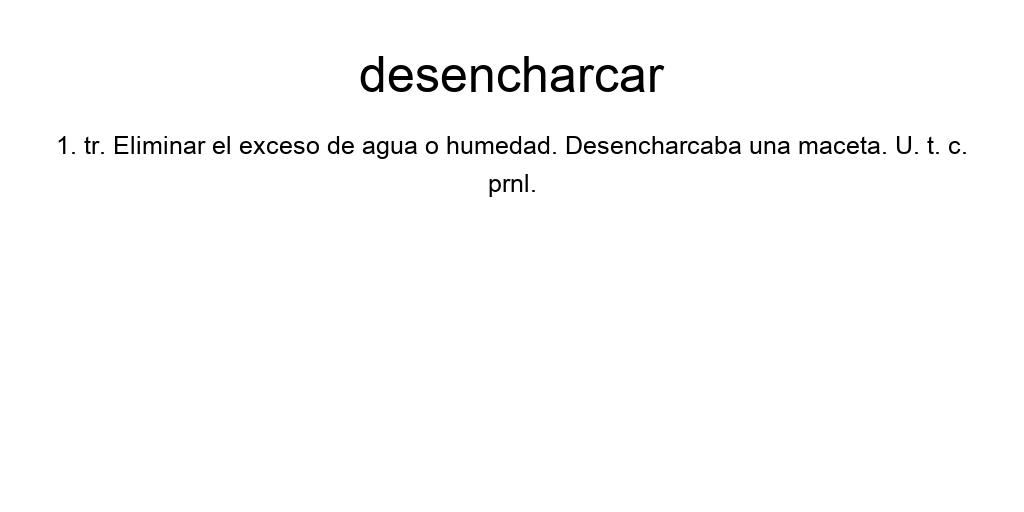 desencharcar
1. tr. Eliminar el exceso de agua o humedad. Desencharcaba una maceta. U. t. c.
prnl.